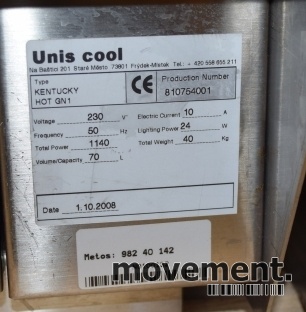 Unis cool
Na Baštici 201 Staré Město 73801 Frýdek-Místek Tel.: + 420 558 655 211
Type
KENTUCKY
HOT GN1
CE
Production Number
810754001
Voltage 230 V
Electric Current 10 A
Frequency 50 Hz
Lighting Power 24 W
Total Power 1140
Total Weight 40 Kg
Volume/Capacity 70 L
Date 1.10.2008
Metos: 982 40 142
movement.